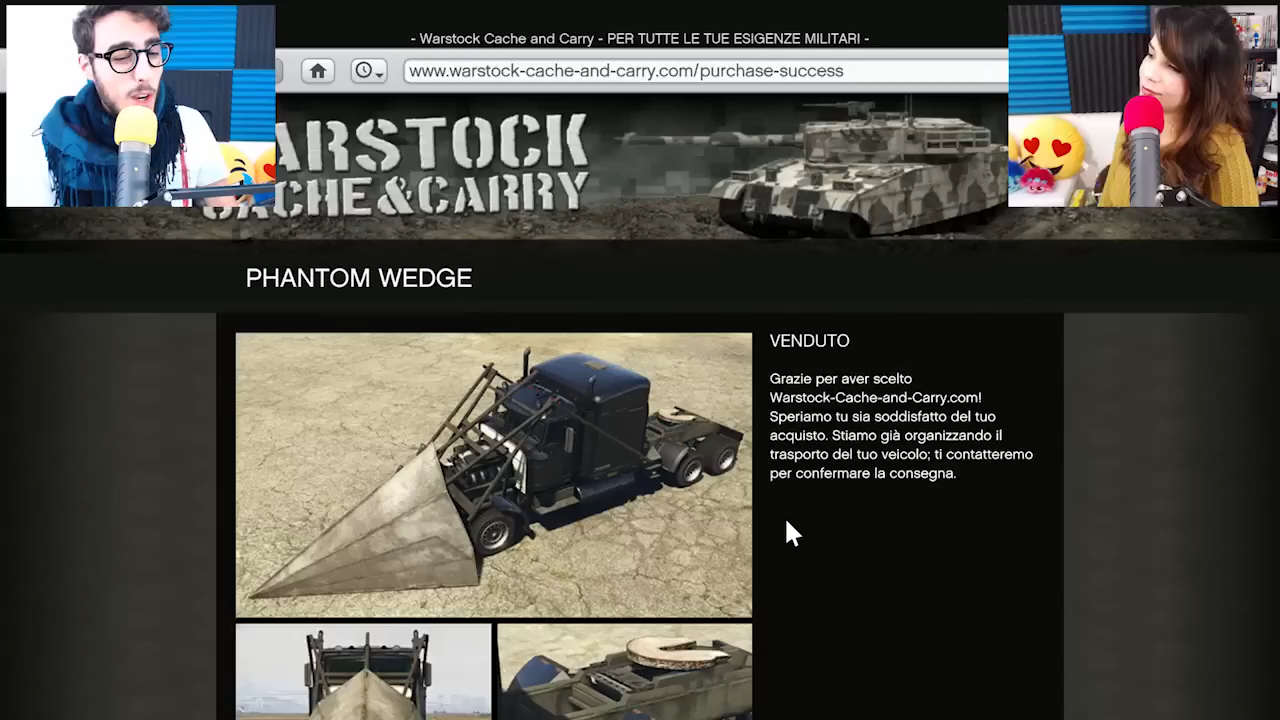 - Warstock Cache and Carry - PER TUTTE LE TUE ESIGENZE MILITARI -
www.warstock-cache-and-carry.com/purchase-success
ARSTOCK
CACHE&CARRY
PHANTOM WEDGE
VENDUTO
Grazie per aver scelto
Warstock-Cache-and-Carry.com!
Speriamo tu sia soddisfatto del tuo
acquisto. Stiamo già organizzando il
trasporto del tuo veicolo; ti contatteremo
per confermare la consegna.